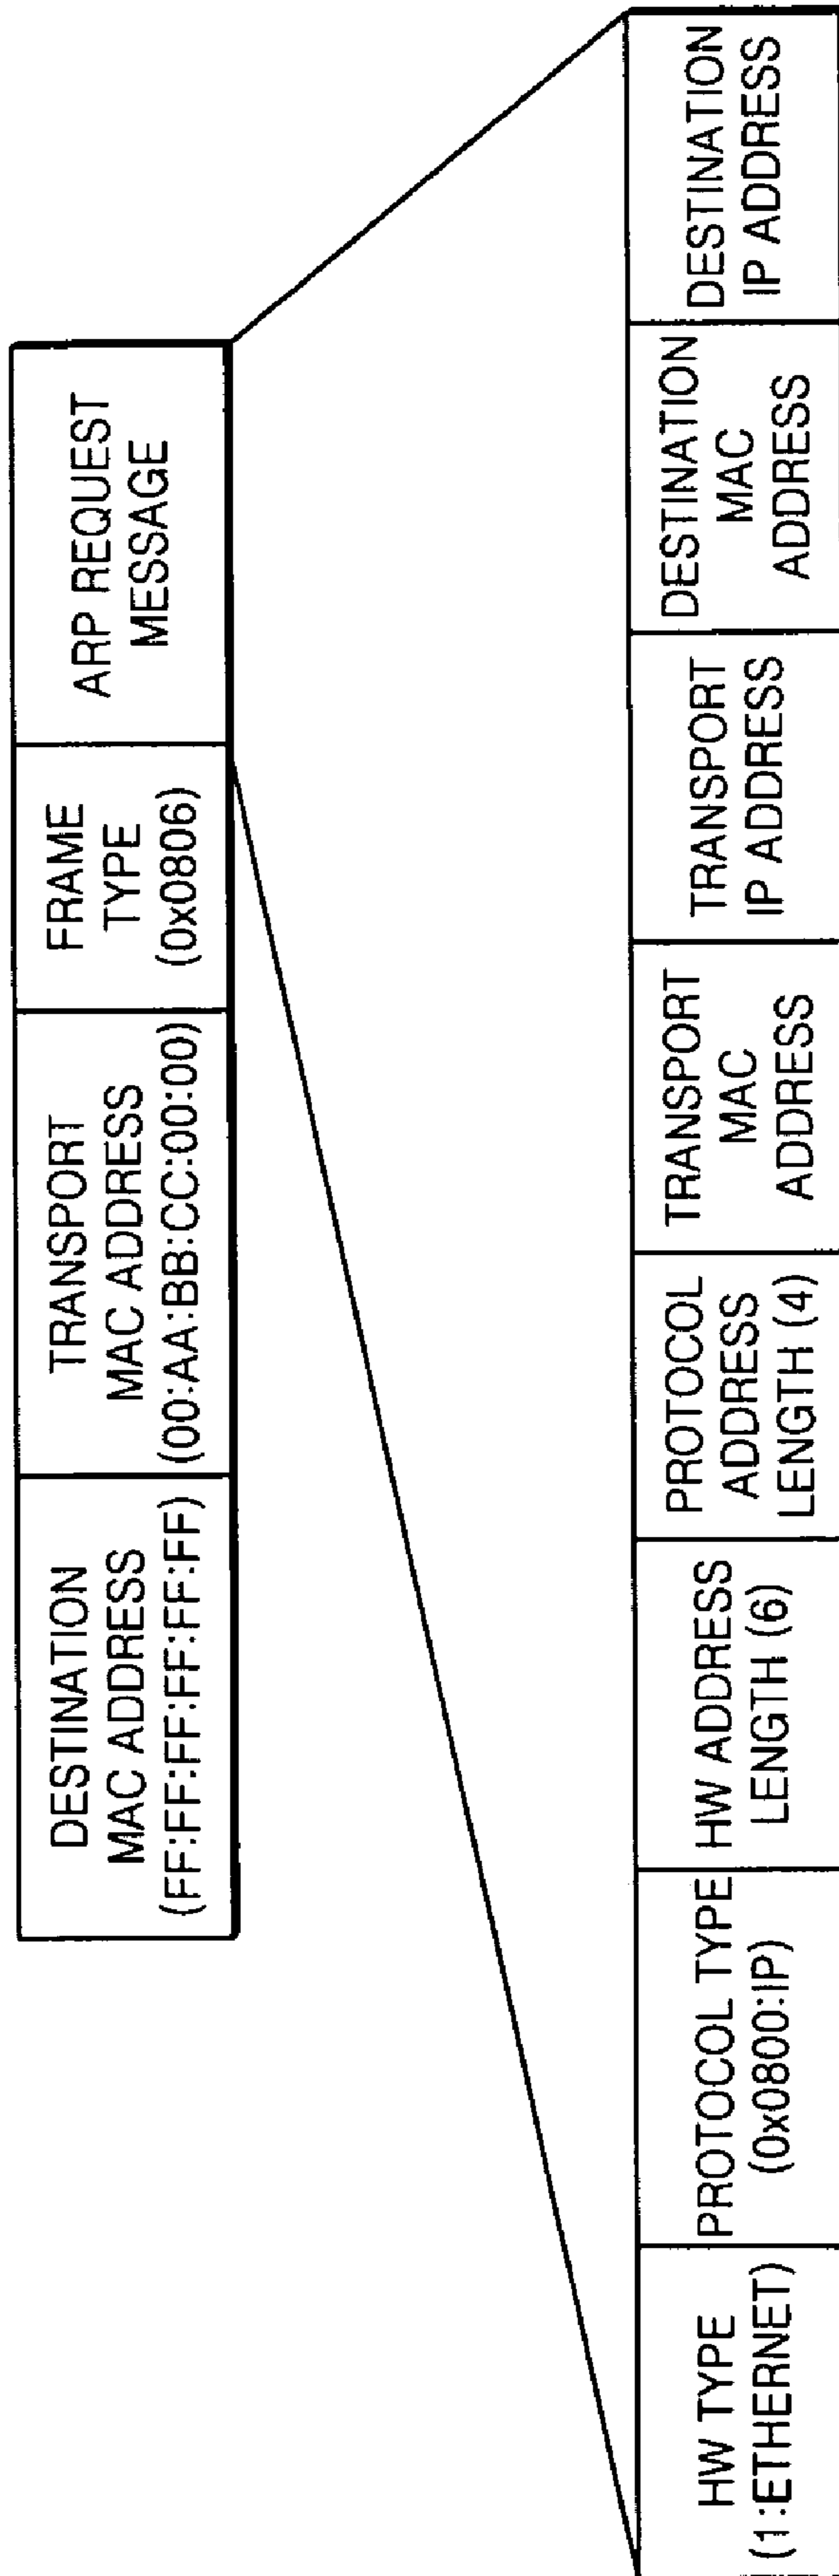 DESTINATION
MAC ADDRESS
(FF:FF:FF:FF:FF:FF)
TRANSPORT
MAC ADDRESS
(00:AA:BB:CC:00:00)
FRAME
TYPE
(0x0806)
ARP REQUEST
MESSAGE
HW TYPE
(1:ETHERNET)
PROTOCOL TYPE
(0x0800:IP)
HW ADDRESS
LENGTH (6)
PROTOCOL
ADDRESS
LENGTH (4)
TRANSPORT
MAC
ADDRESS
TRANSPORT
IP ADDRESS
DESTINATION
MAC
ADDRESS
DESTINATION
IP ADDRESS